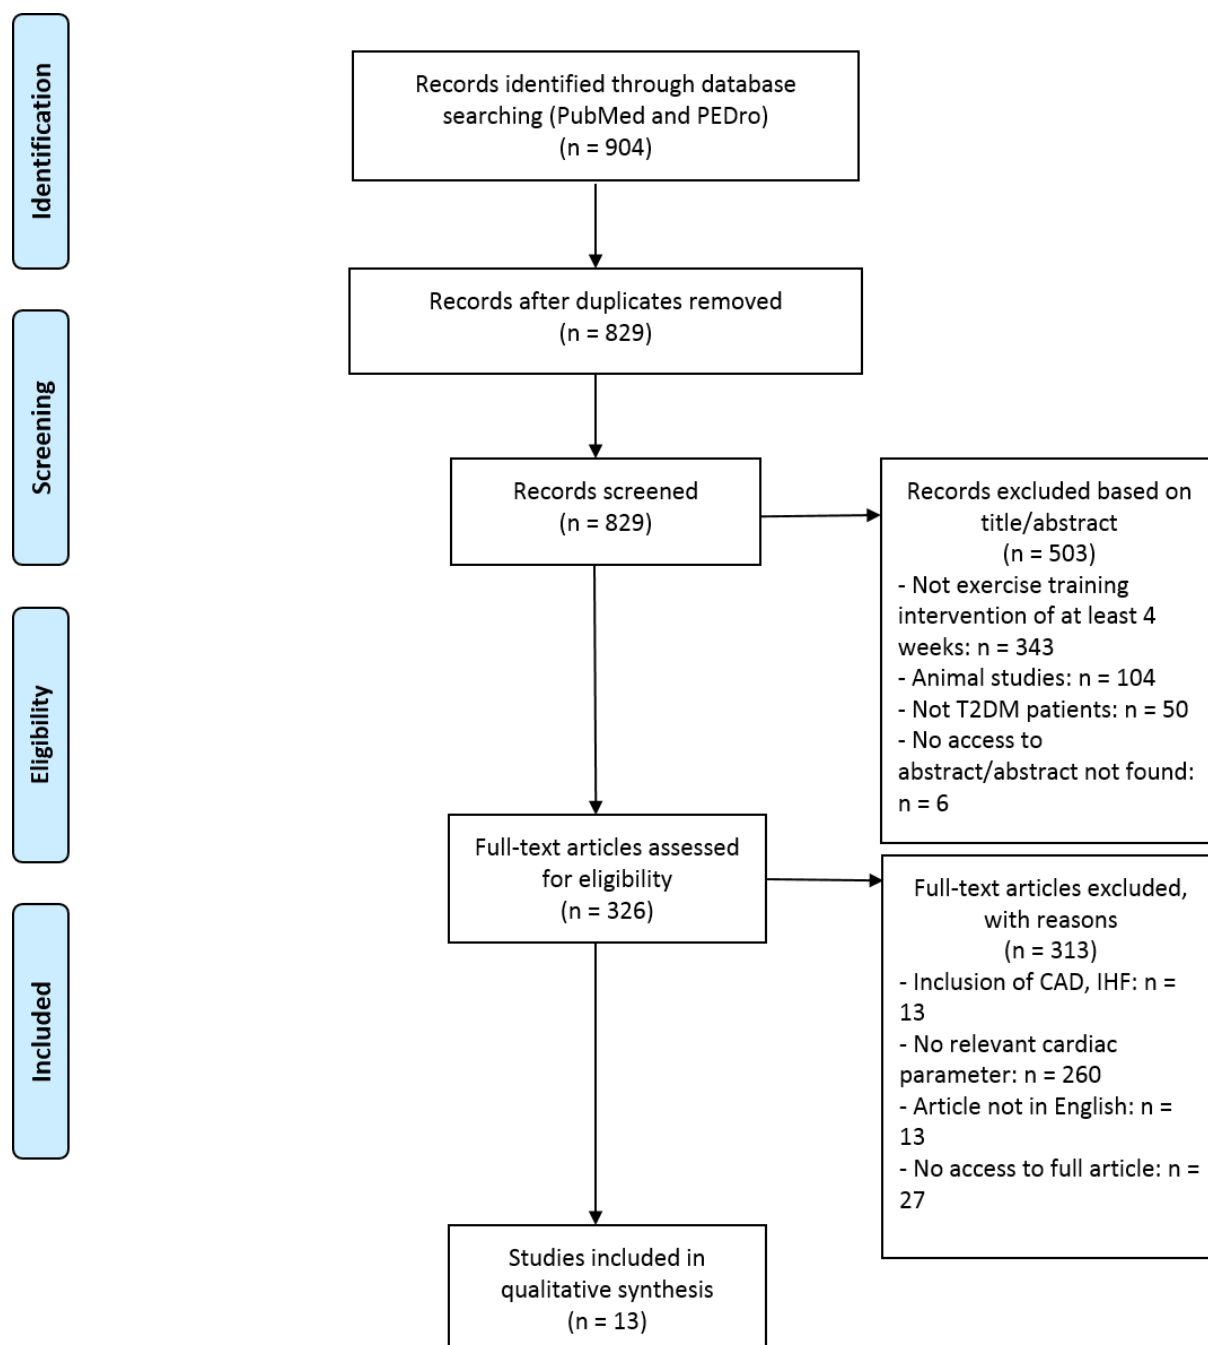 Identification
Records identified through database
searching (PubMed and PEDro)
(n = 904)
Records after duplicates removed
(n = 829)
Screening
Records screened
(n = 829)
Records excluded based on
title/abstract
(n = 503)
- Not exercise training
intervention of at least 4
weeks: n = 343
- Animal studies: n = 104
- Not T2DM patients: n = 50
- No access to
abstract/abstract not found:
n = 6
Eligibility
Full-text articles assessed
for eligibility
(n = 326)
Full-text articles excluded,
with reasons
(n = 313)
- Inclusion of CAD, IHF: n =
13
- No relevant cardiac
parameter: n = 260
- Article not in English: n =
13
- No access to full article: n =
27
Included
Studies included in
qualitative synthesis
(n = 13)